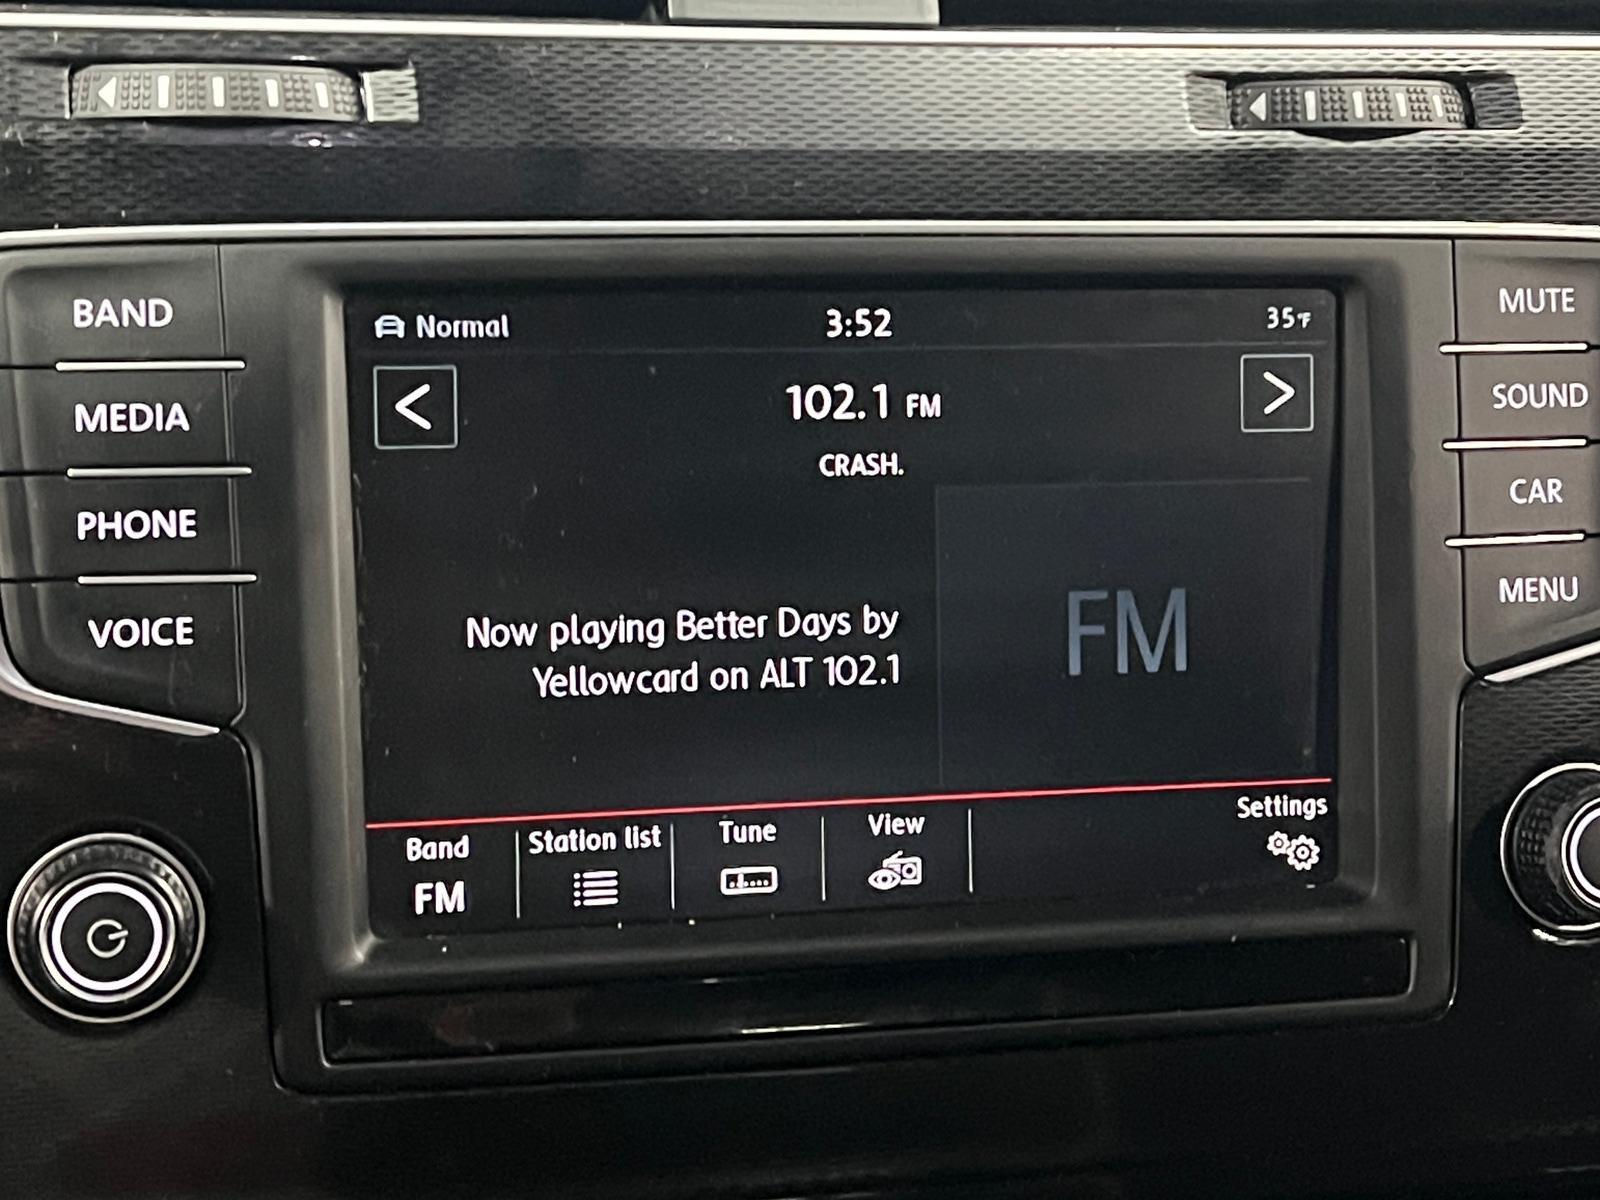 BAND
MEDIA
PHONE
VOICE
Normal
3:52
35°F
<
102.1 FM
>
CRASH.
Now playing Better Days by
Yellowcard on ALT 102.1
FM
Band
FM
Station list
Tune
View
Settings
MUTE
SOUND
CAR
MENU